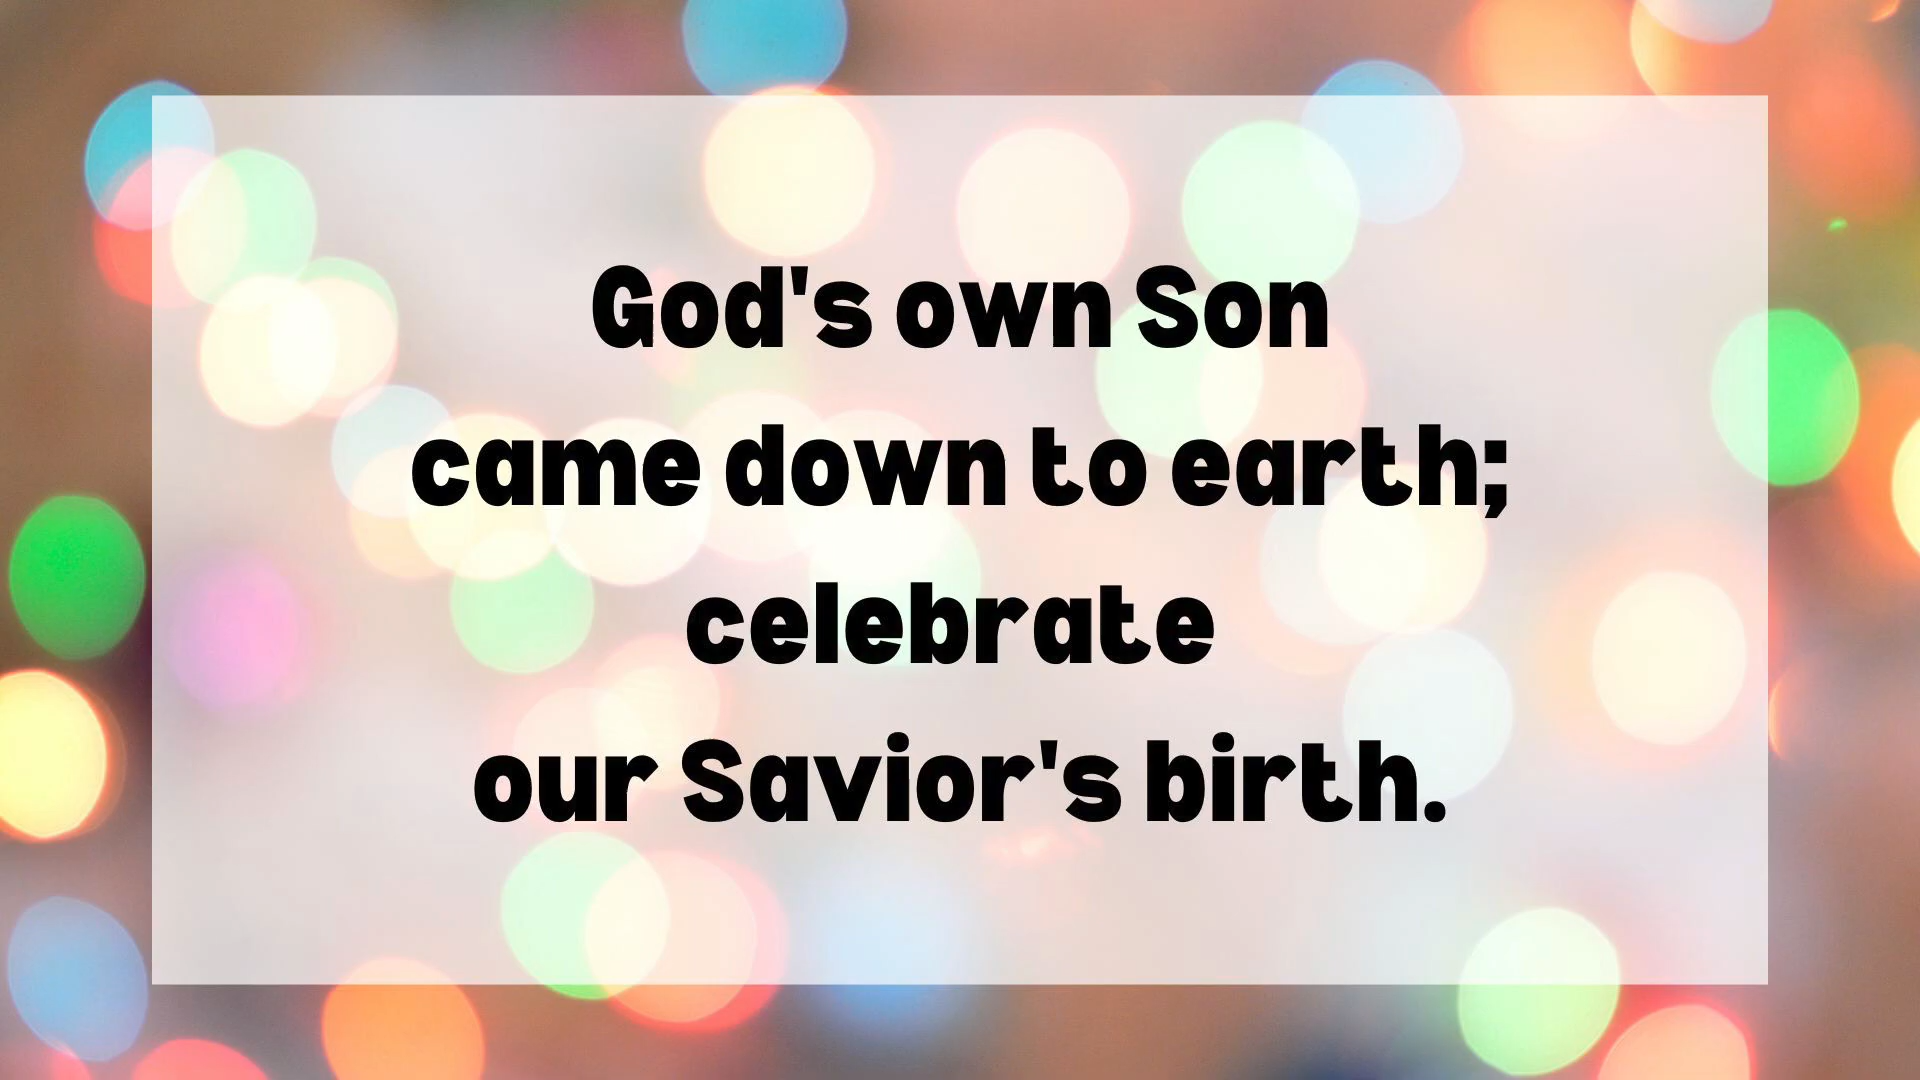 God's own Son
came down to earth;
celebrate
our Savior's birth.